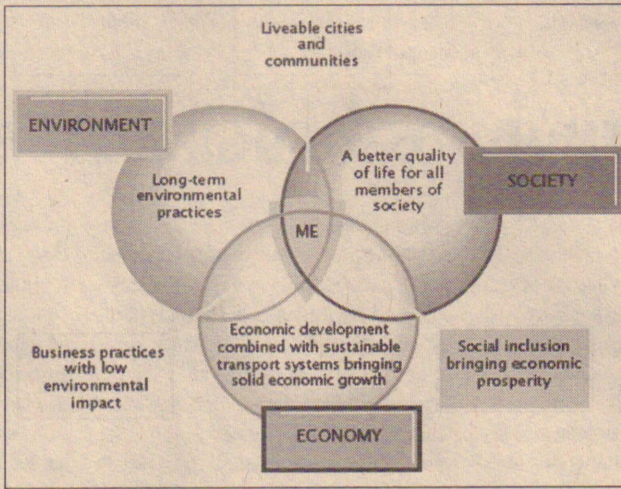 Liveable cities
and
communities
ENVIRONMENT
Long-term
environmental
practices
A better quality
of life for all
members of
society
SOCIETY
ME
Business practices
with low
environmental
impact
Economic development
combined with sustainable
transport systems bringing
solid economic growth
Social inclusion
bringing economic
prosperity
ECONOMY